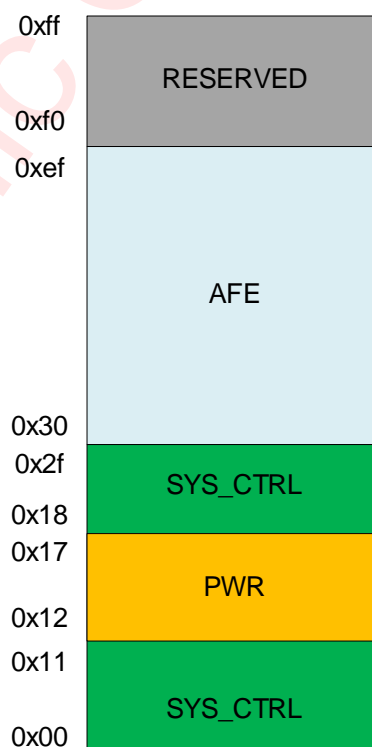 0xff
RESERVED
0xf0
0xef
AFE
0x30
0x2f
SYS_CTRL
0x18
0x17
PWR
0x12
0x11
SYS_CTRL
0x00